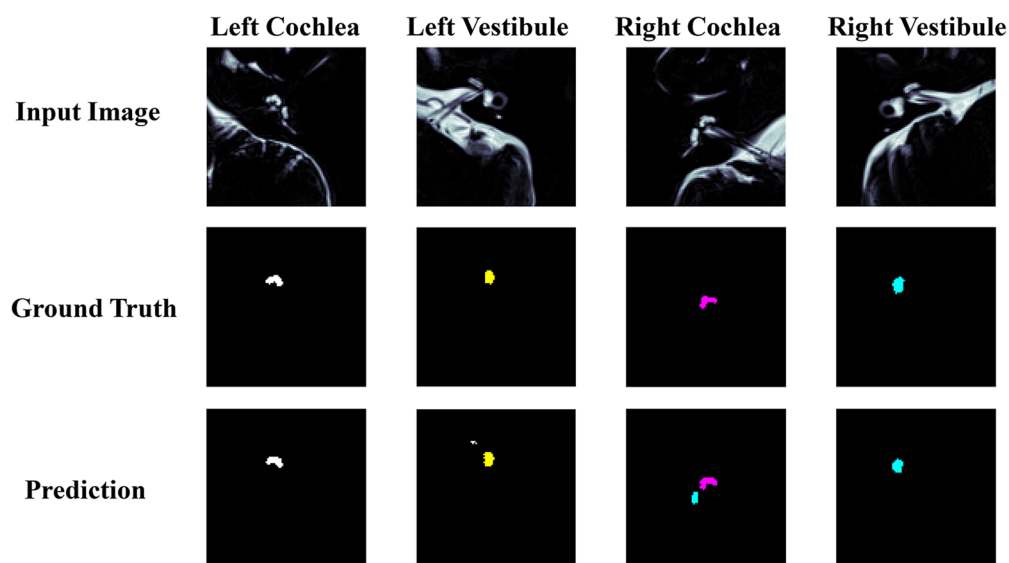 Left Cochlea Left Vestibule Right Cochlea Right Vestibule
Input Image
Ground Truth
Prediction